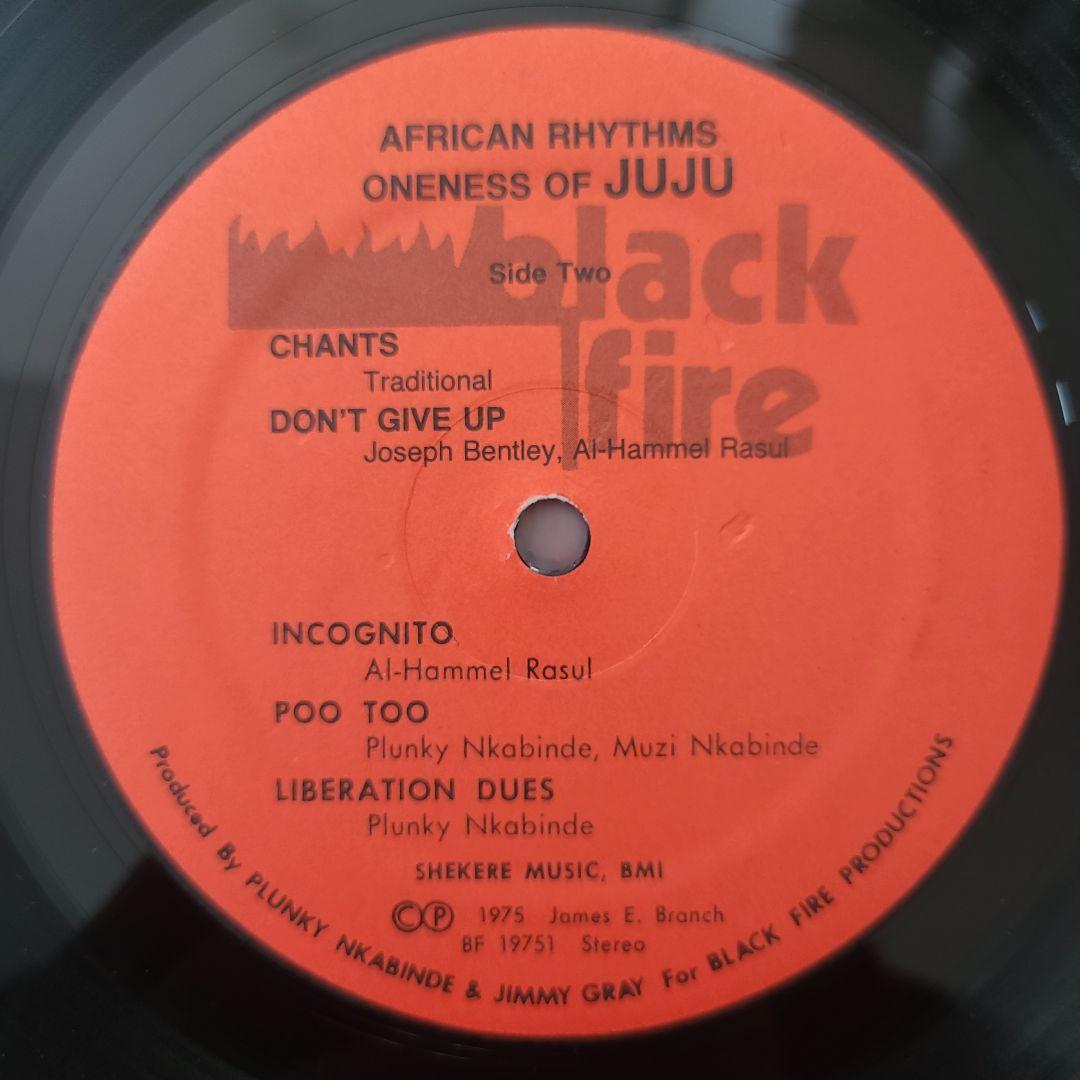 AFRICAN RHYTHMS
ONENESS OF JUJU
black
Side Two
fire
CHANTS
Traditional
DON'T GIVE UP
Joseph Bentley, Al-Hammel Rasul
INCOGNITO
Al-Hammel Rasul
POO TOO
Plunky Nkabinde, Muzi Nkabinde
LIBERATION DUES
Plunky Nkabinde
SHEKERE MUSIC, BMI
©℗ 1975 James E. Branch
BF 19751 Stereo
Produced By PLUNKY NKABINDE & JIMMY GRAY For BLACK FIRE PRODUCTIONS